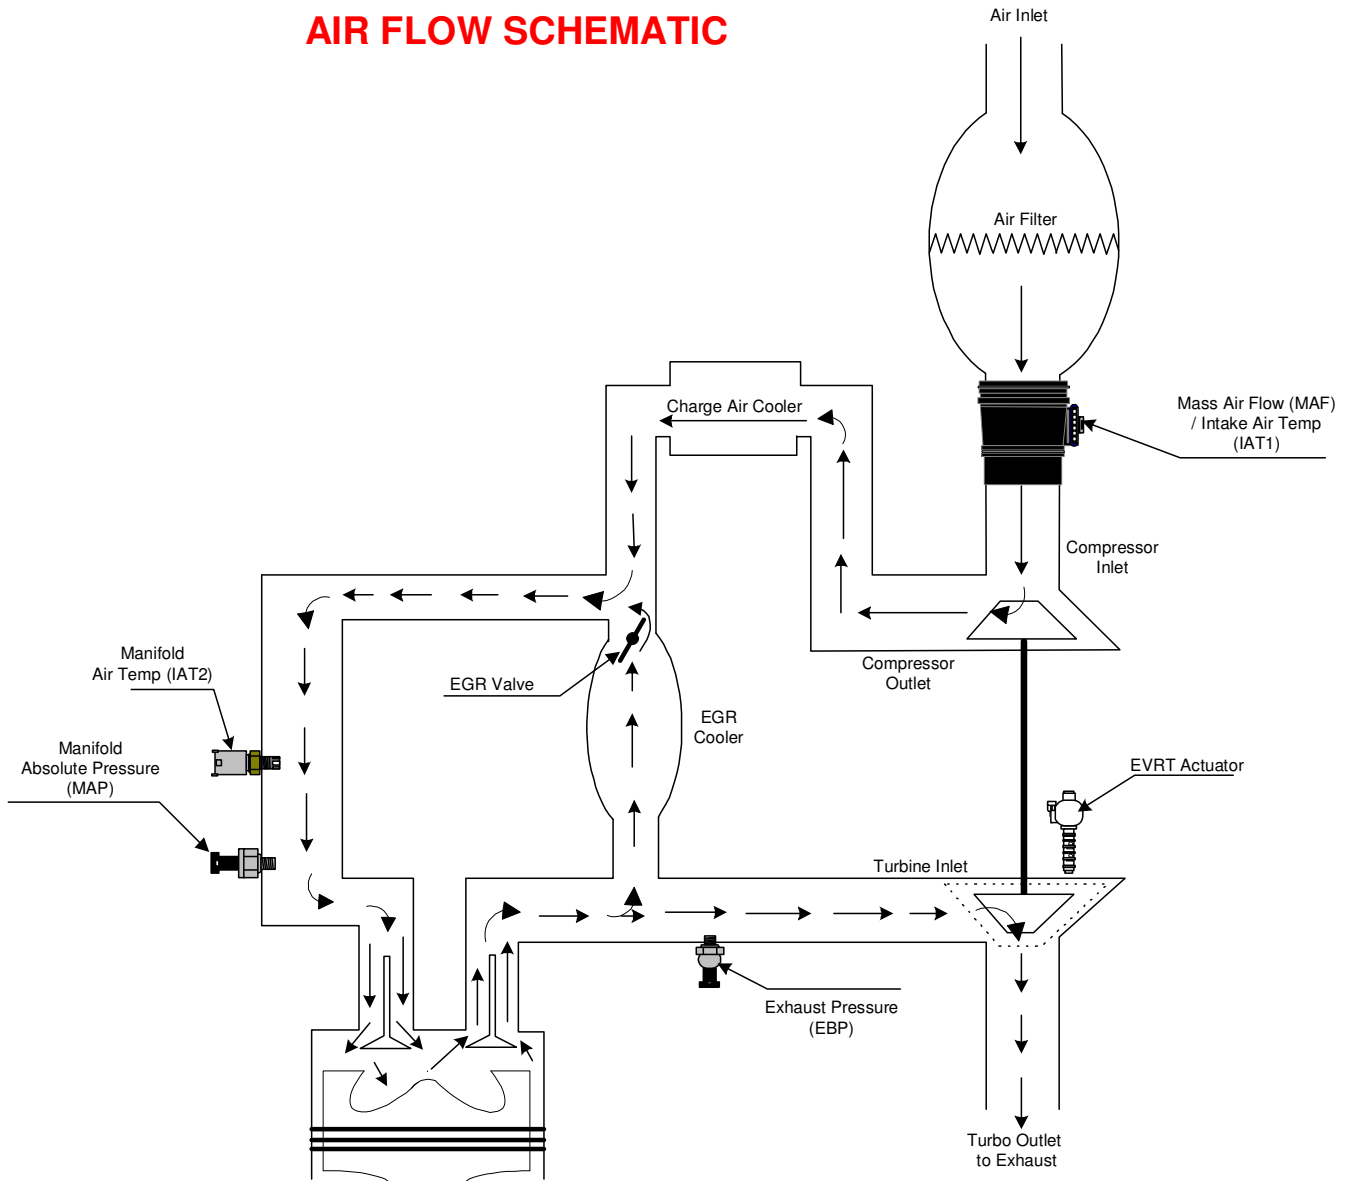 AIR FLOW SCHEMATIC
Air Inlet
Air Filter
Charge Air Cooler
Mass Air Flow (MAF)
/ Intake Air Temp
(IAT1)
Compressor
Inlet
Manifold
Air Temp (IAT2)
EGR Valve
Compressor
Outlet
EGR
Cooler
Manifold
Absolute Pressure
(MAP)
EVRT Actuator
Turbine Inlet
Exhaust Pressure
(EBP)
Turbo Outlet
to Exhaust